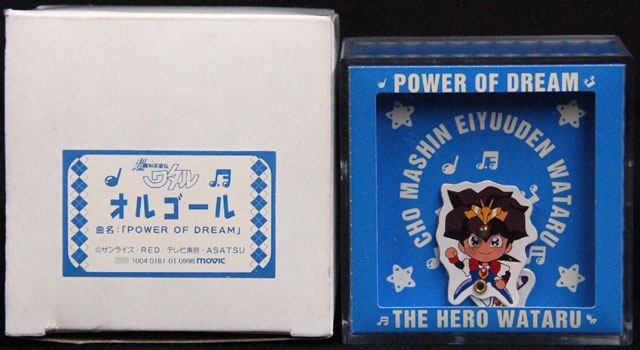 超魔神英雄伝
ワタル
オルゴール
曲名:「POWER OF DREAM」
©サンライズ・RED・テレビ東京・ASATSU
1004 0181-01 0998 movic
POWER OF DREAM
CHO MASHIN EIYUUDEN WATARU
THE HERO WATARU